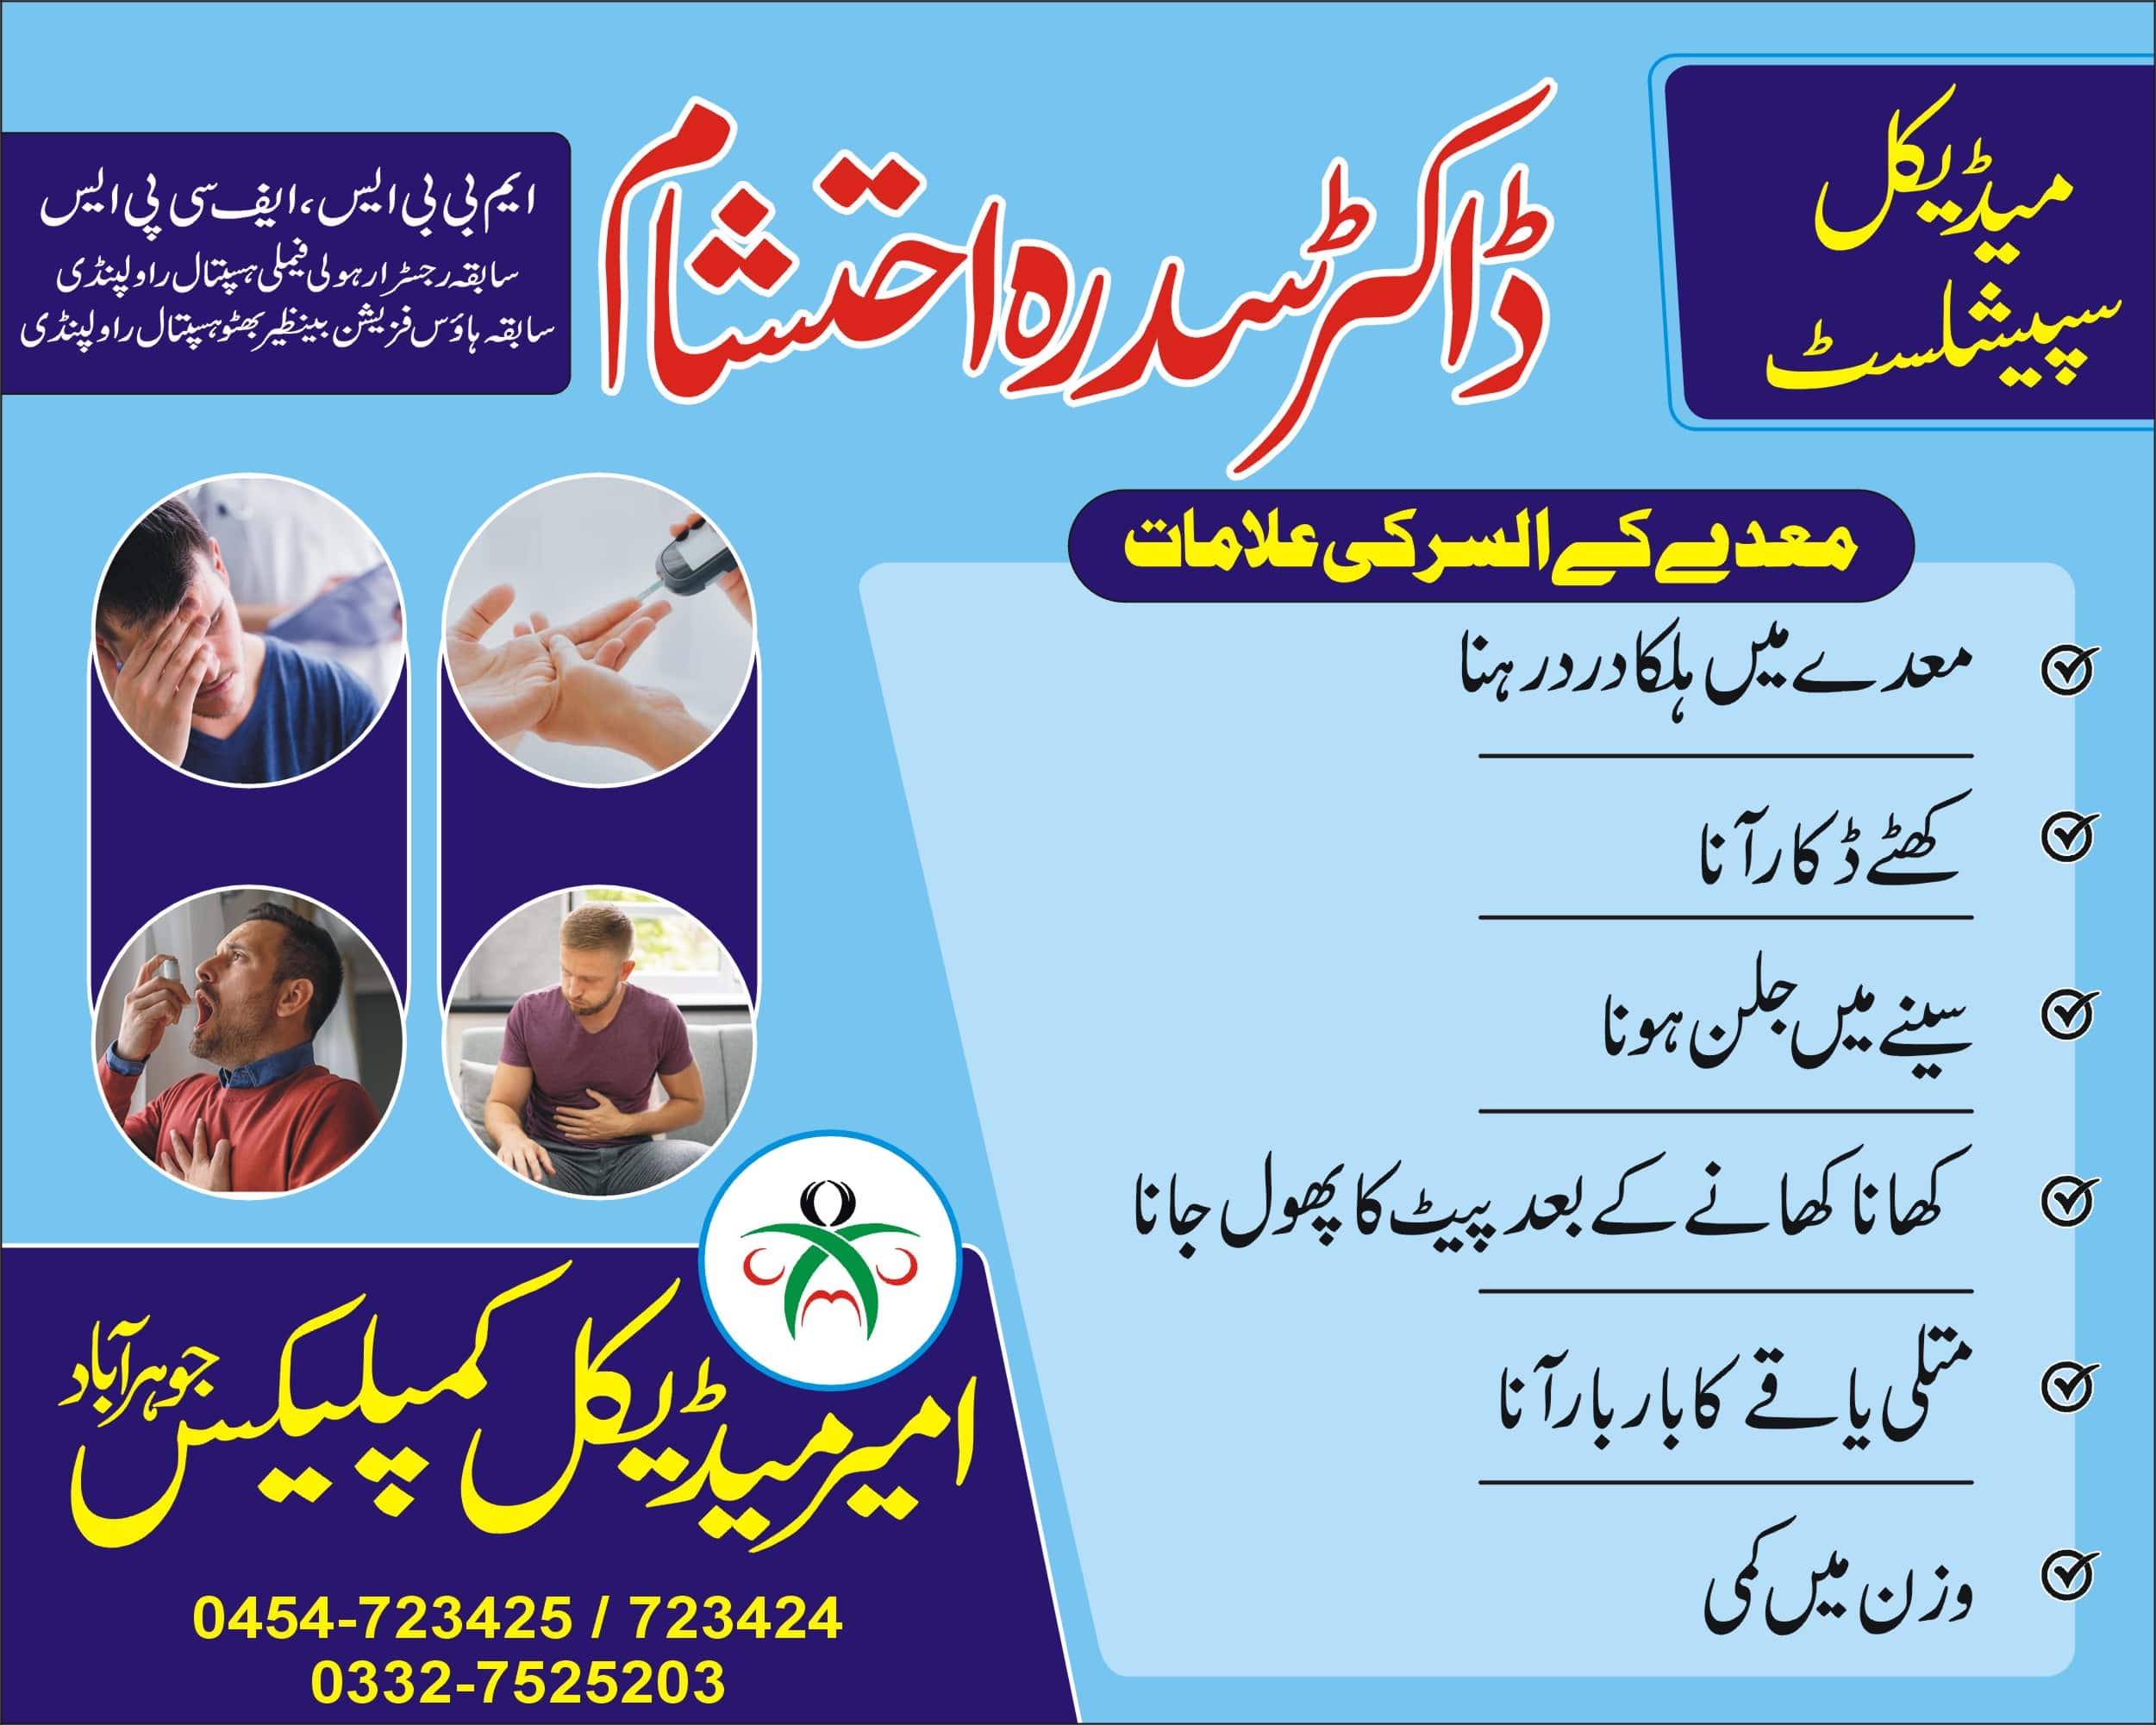 میڈیکل
سپیشلسٹ
ڈاکٹر سدرہ احتشام
ایم بی بی ایس، ایف سی پی ایس
سابقہ رجسٹرار ہولی فیملی ہسپتال راولپنڈی
سابقہ ہاؤس فزیشن بینظیر بھٹو ہسپتال راولپنڈی
معدے کے السر کی علامات
معدے میں ہلکا درد رہنا
کھٹے ڈکار آنا
سینے میں جلن ہونا
کھانا کھانے کے بعد پیٹ کا پھول جانا
متلی یا قے کا بار بار آنا
وزن میں کمی
امیر میڈیکل کمپلیکس جوہرآباد
0454-723425 / 723424
0332-7525203